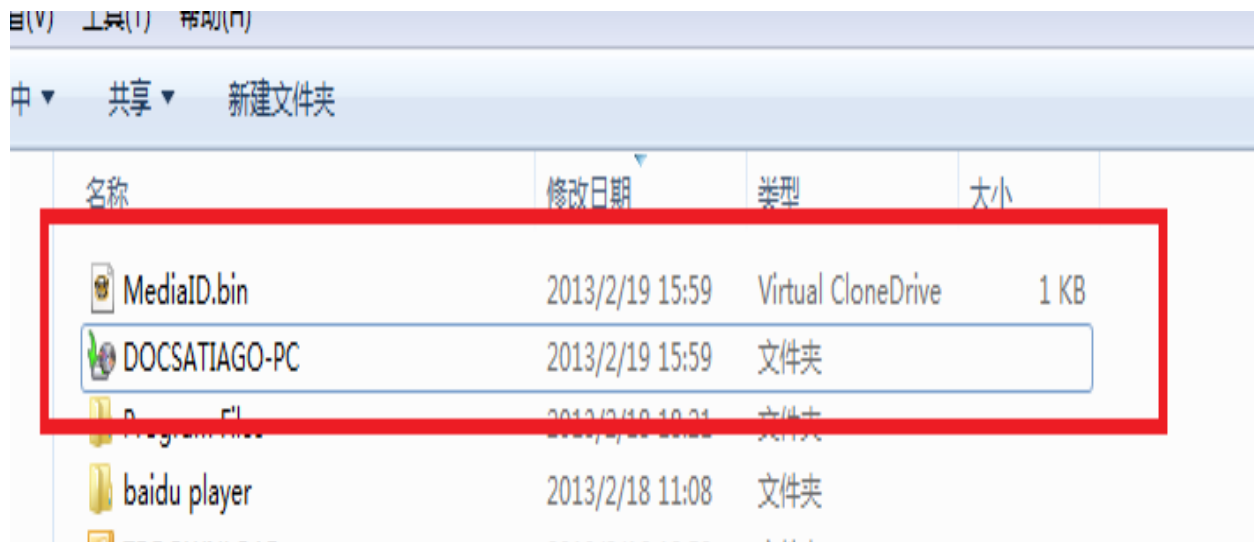 (V) 工具(T) 帮助(H)
中 共享 新建文件夹
名称 修改日期 类型 大小
MediaID.bin 2013/2/19 15:59 Virtual CloneDrive 1 KB
DOCSATIAGO-PC 2013/2/19 15:59 文件夹
Program Files 文件夹
baidu player 2013/2/18 11:08 文件夹